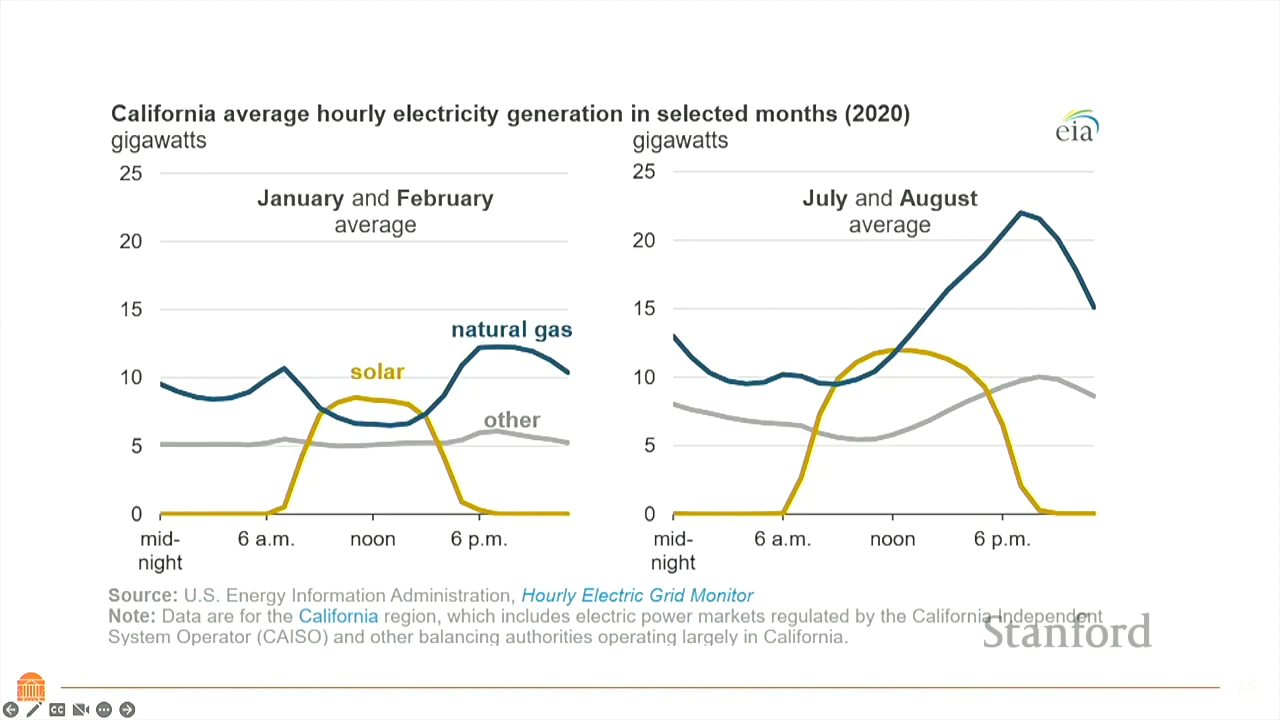 California average hourly electricity generation in selected months (2020)
gigawatts
gigawatts
eia
25
20
15
10
5
0
January and February
average
natural gas
solar
other
mid-
night
6 a.m.
noon
6 p.m.
25
20
15
10
5
0
July and August
average
mid-
night
6 a.m.
noon
6 p.m.
Source: U.S. Energy Information Administration, Hourly Electric Grid Monitor
Note: Data are for the California region, which includes electric power markets regulated by the California Independent
System Operator (CAISO) and other balancing authorities operating largely in California.
Stanford
CC